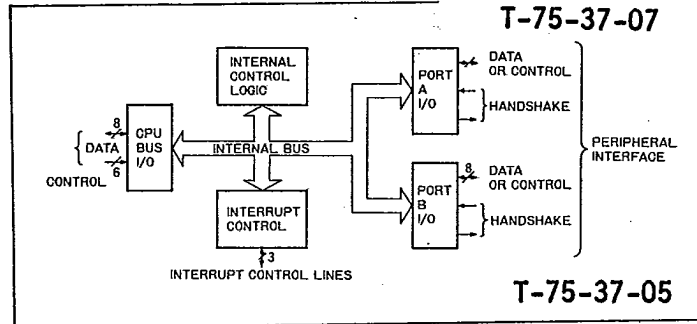 T-75-37-07
INTERNAL
CONTROL
LOGIC
PORT
A
I/O
DATA
OR CONTROL
HANDSHAKE
8
DATA
6
CONTROL
CPU
BUS
I/O
INTERNAL BUS
PERIPHERAL
INTERFACE
INTERRUPT
CONTROL
3
INTERRUPT CONTROL LINES
PORT
B
I/O
8
DATA
OR CONTROL
HANDSHAKE
T-75-37-05